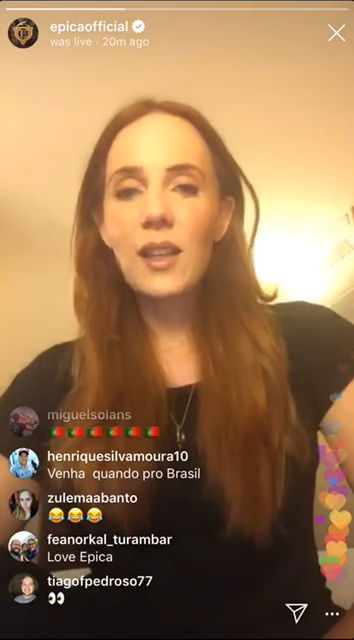 epicaofficial
was live · 20m ago
miguelsolans
🇵🇹🇵🇹🇵🇹🇵🇹🇵🇹🇵🇹
henriquesilvamoura10
Venha quando pro Brasil
zulemaabanto
😂😂😂
feanorkal_turambar
Love Epica
tiagofpedroso77
👀